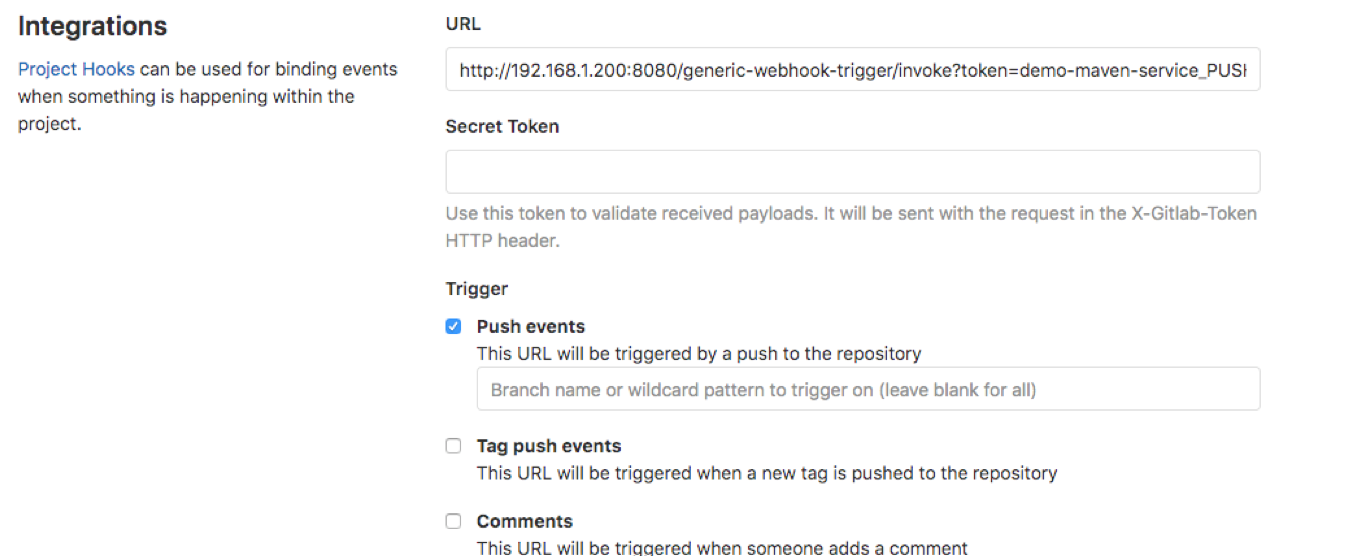 Integrations
Project Hooks can be used for binding events
when something is happening within the
project.
URL
http://192.168.1.200:8080/generic-webhook-trigger/invoke?token=demo-maven-service_PUSH
Secret Token
Use this token to validate received payloads. It will be sent with the request in the X-Gitlab-Token
HTTP header.
Trigger
Push events
This URL will be triggered by a push to the repository
Branch name or wildcard pattern to trigger on (leave blank for all)
Tag push events
This URL will be triggered when a new tag is pushed to the repository
Comments
This URL will be triggered when someone adds a comment